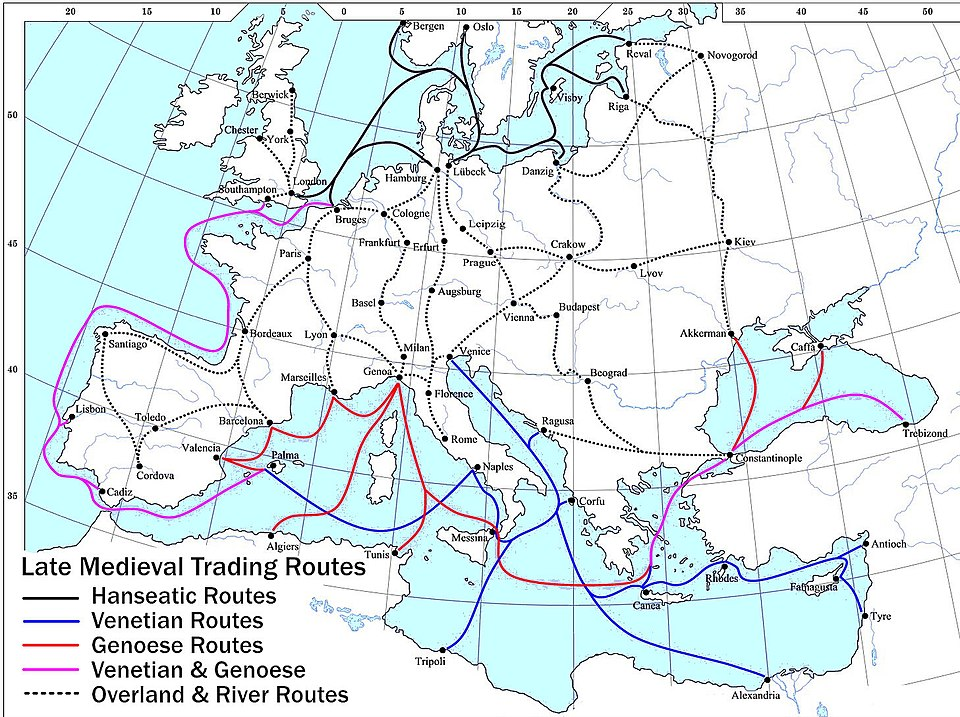 20
15
10
5
0
5
10
15
20
25
30
35
40
45
50
50
45
40
35
Bergen
Oslo
Reval
Novogorod
Visby
Riga
Berwick
Chester
York
London
Southampton
Hamburg
Lübeck
Danzig
Bruges
Cologne
Leipzig
Frankfurt
Erfurt
Prague
Crakow
Kiev
Lvov
Paris
Basel
Augsburg
Vienna
Budapest
Bordeaux
Lyon
Milan
Venice
Akkerman
Caffa
Santiago
Genoa
Marseilles
Florence
Beograd
Lisbon
Toledo
Barcelona
Ragusa
Trebizond
Rome
Valencia
Palma
Constantinople
Cordova
Naples
Cadiz
Corfu
Messina
Algiers
Tunis
Antioch
Rhodes
Famagusta
Canea
Tyre
Tripoli
Alexandria
Late Medieval Trading Routes
Hanseatic Routes
Venetian Routes
Genoese Routes
Venetian & Genoese
Overland & River Routes